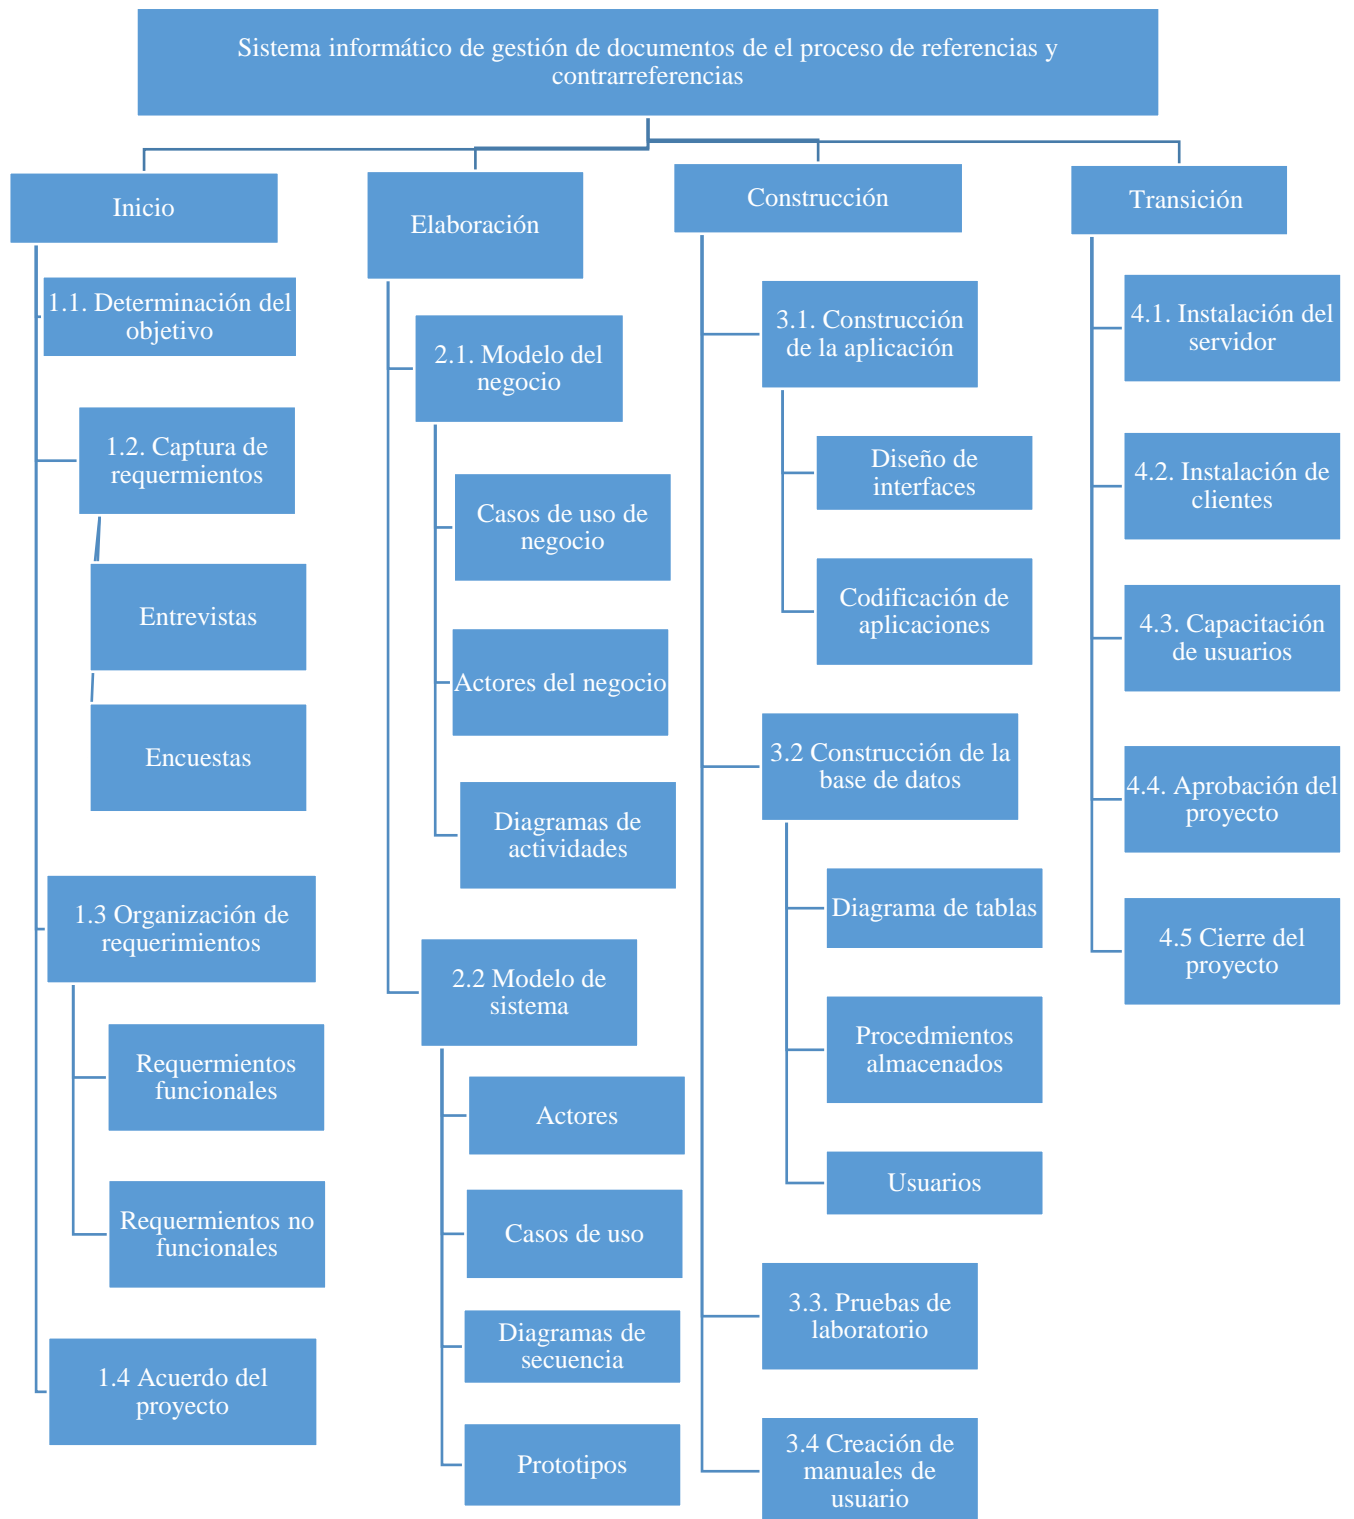 Sistema informático de gestión de documentos de el proceso de referencias y
contrarreferencias
Inicio
1.1. Determinación del
objetivo
1.2. Captura de
requermientos
Entrevistas
Encuestas
1.3 Organización de
requerimientos
Requermientos
funcionales
Requermientos no
funcionales
1.4 Acuerdo del
proyecto
Elaboración
2.1. Modelo del
negocio
Casos de uso de
negocio
Actores del negocio
Diagramas de
actividades
2.2 Modelo de
sistema
Actores
Casos de uso
Diagramas de
secuencia
Prototipos
Construcción
3.1. Construcción
de la aplicación
Diseño de
interfaces
Codificación de
aplicaciones
3.2 Construcción de la
base de datos
Diagrama de tablas
Procedmientos
almacenados
Usuarios
3.3. Pruebas de
laboratorio
3.4 Creación de
manuales de
usuario
Transición
4.1. Instalación del
servidor
4.2. Instalación de
clientes
4.3. Capacitación
de usuarios
4.4. Aprobación del
proyecto
4.5 Cierre del
proyecto